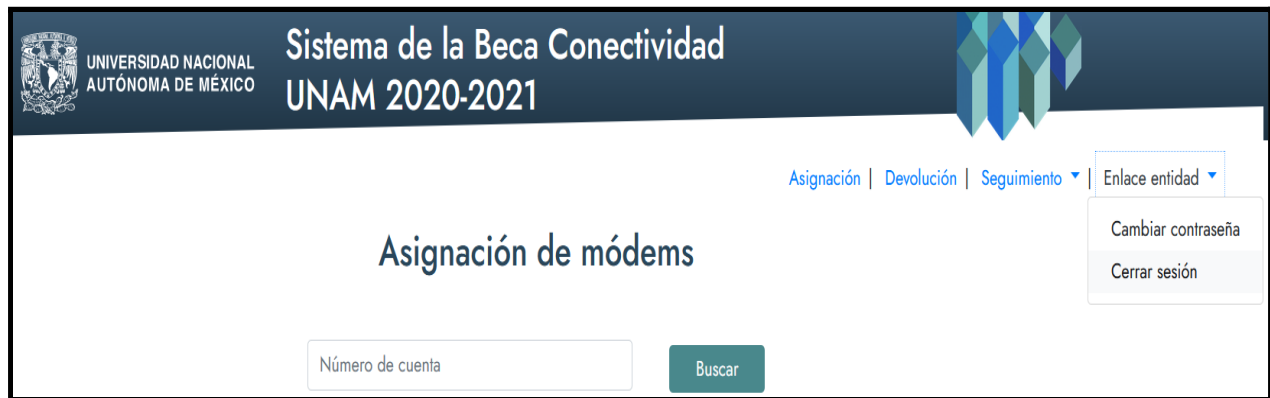 UNIVERSIDAD NACIONAL
AUTÓNOMA DE MÉXICO
Sistema de la Beca Conectividad
UNAM 2020-2021
Asignación | Devolución | Seguimiento | Enlace entidad
Cambiar contraseña
Cerrar sesión
Asignación de módems
Número de cuenta
Buscar